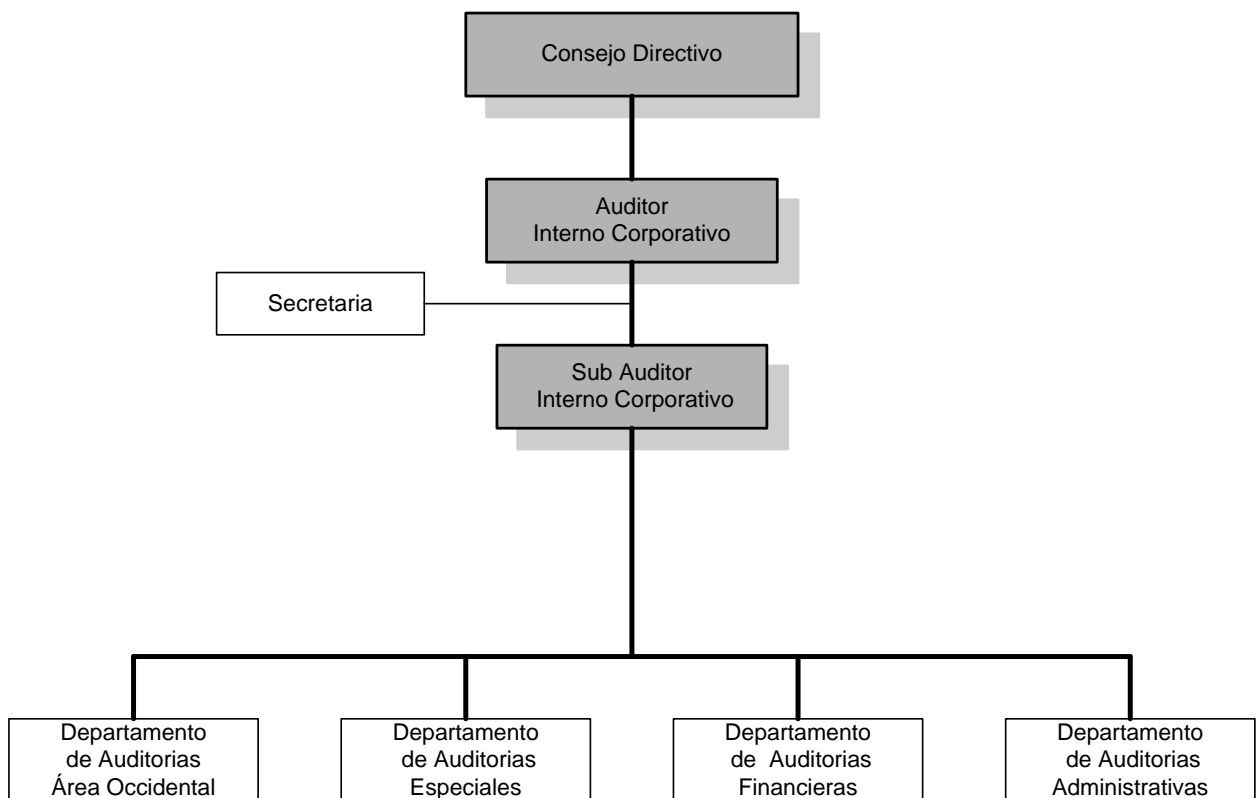 Consejo Directivo
Auditor
Interno Corporativo
Secretaria
Sub Auditor
Interno Corporativo
Departamento
de Auditorias
Área Occidental
Departamento
de Auditorias
Especiales
Departamento
de Auditorias
Financieras
Departamento
de Auditorias
Administrativas